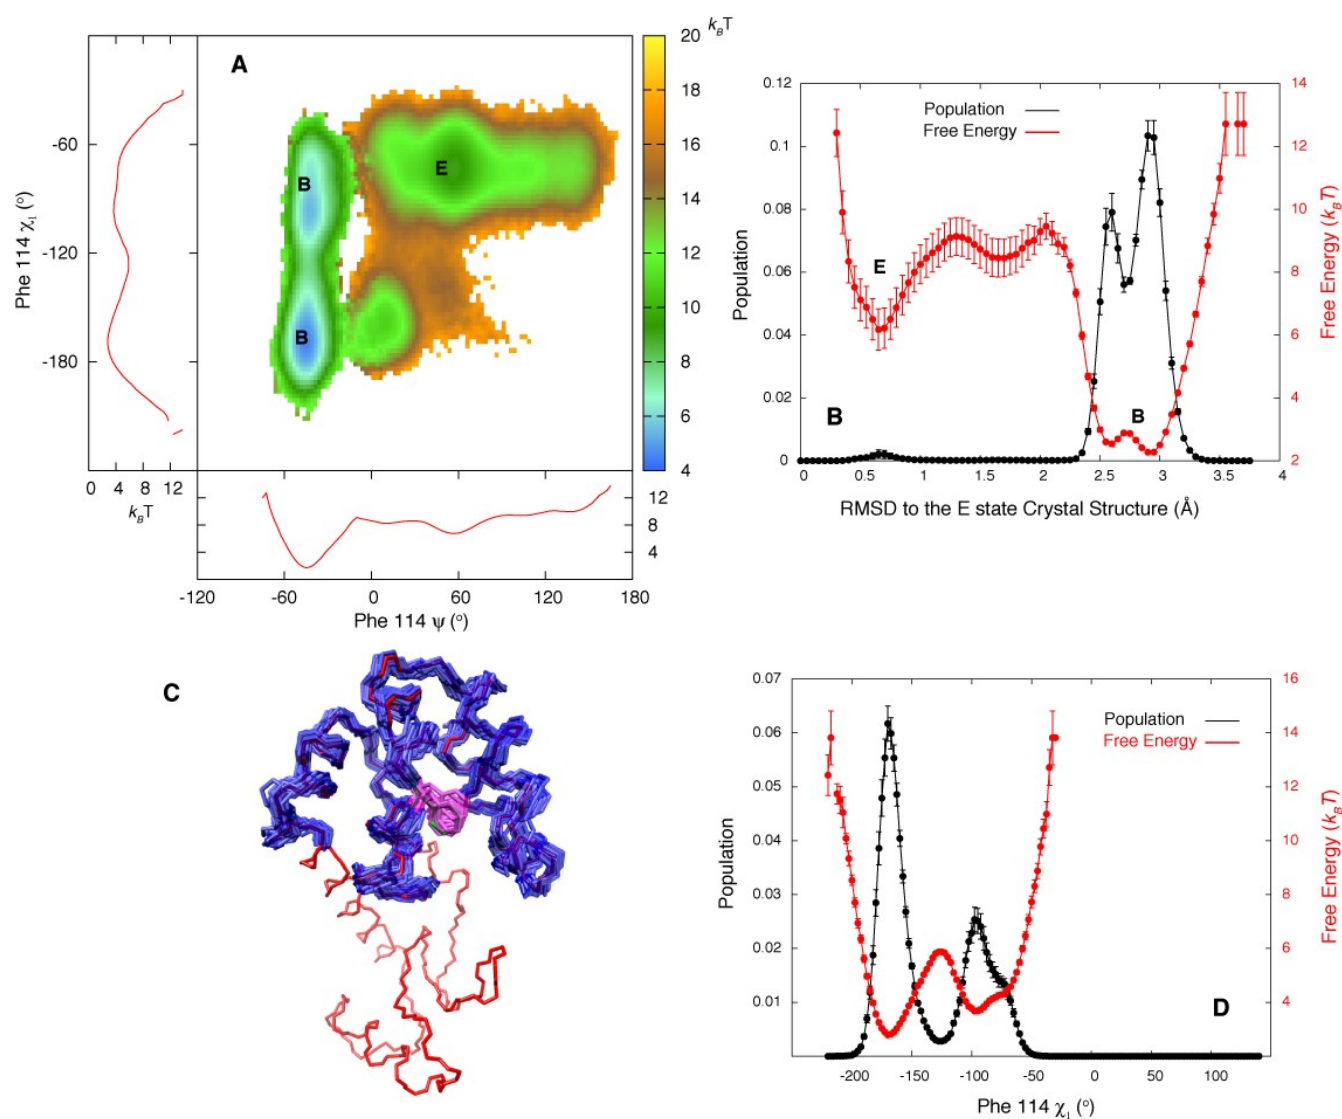 A
k_BT
20
18
16
14
12
10
8
6
4
-60
-120
-180
Phe 114 χ₁ (°)
B
E
B
0 4 8 12
k_BT
12
8
4
-120 -60 0 60 120 180
Phe 114 ψ (°)
0.12
0.1
0.08
0.06
0.04
0.02
0
Population
Population
Free Energy
E
B
B
14
12
10
8
6
4
2
Free Energy (k_BT)
0.5 1 1.5 2 2.5 3 3.5 4
RMSD to the E state Crystal Structure (Å)
C
0.07
0.06
0.05
0.04
0.03
0.02
0.01
Population
Population
Free Energy
D
16
14
12
10
8
6
4
Free Energy (k_BT)
-200 -150 -100 -50 0 50 100
Phe 114 χ₁ (°)